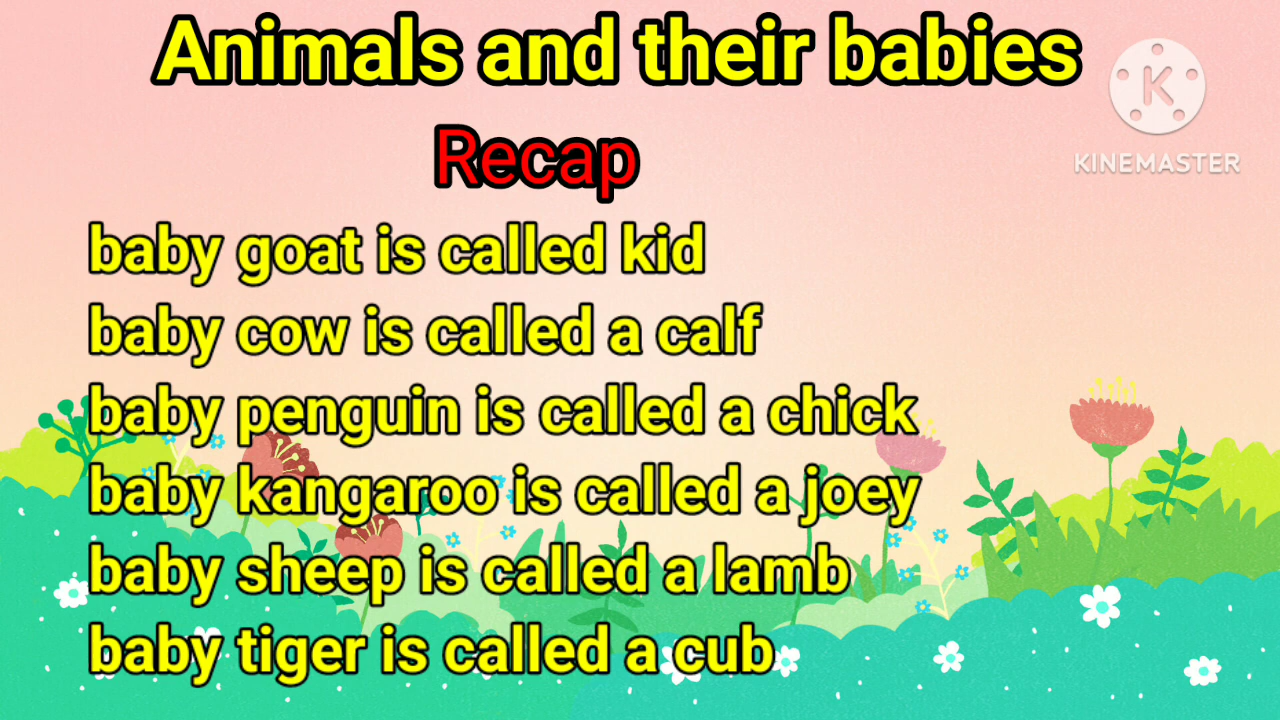 Animals and their babies
Recap
K
KINEMASTER
baby goat is called kid
baby cow is called a calf
baby penguin is called a chick
baby kangaroo is called a joey
baby sheep is called a lamb
baby tiger is called a cub